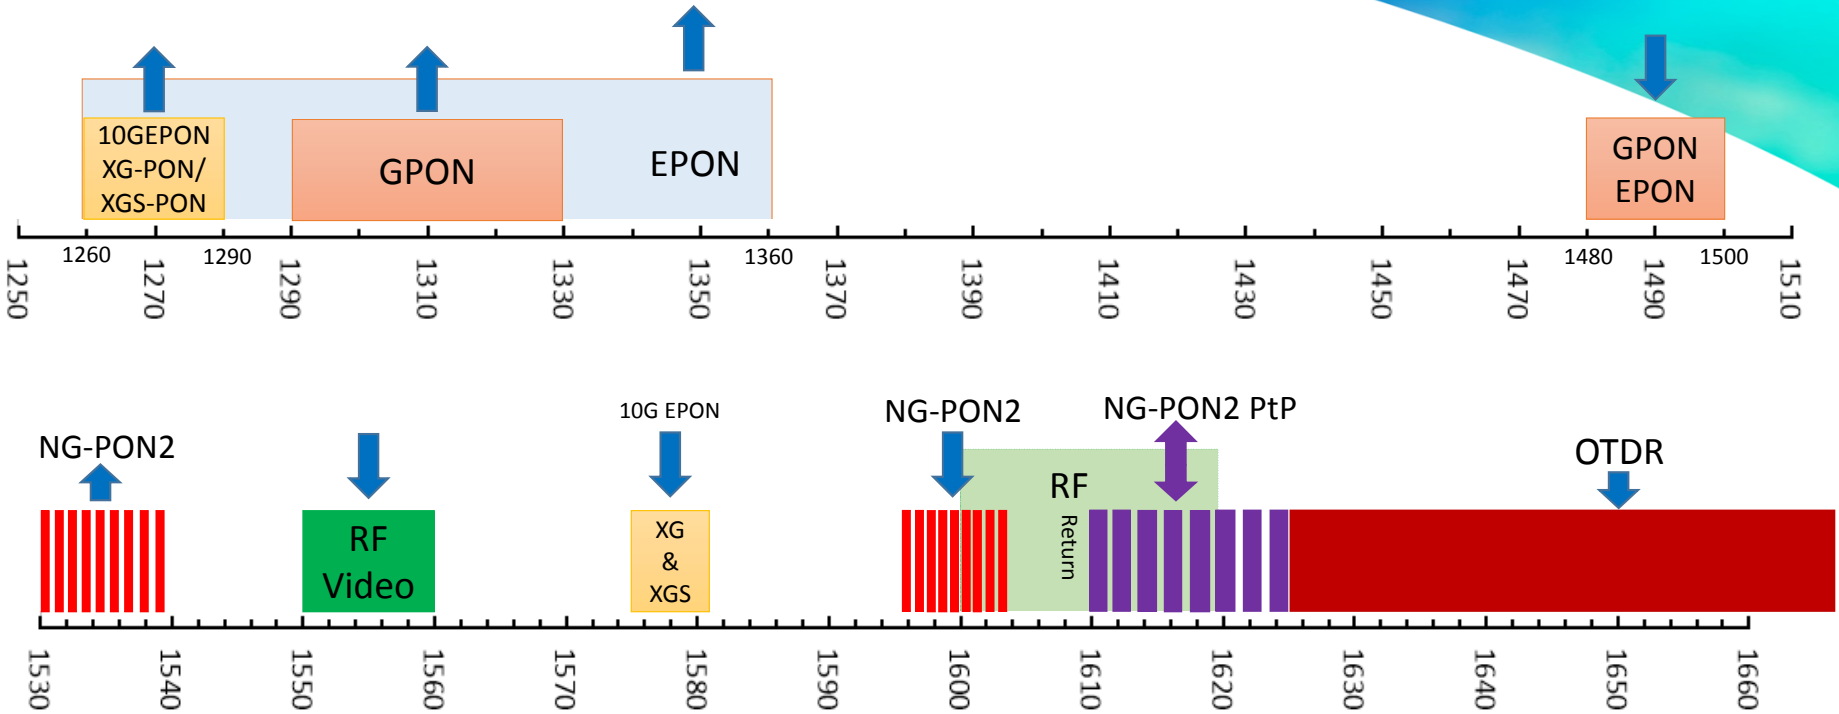 10GEPON
XG-PON/
XGS-PON
GPON
EPON
GPON
EPON
1260
1290
1360
1480
1500
1250
1270
1290
1310
1330
1350
1370
1390
1410
1430
1450
1470
1490
1510
NG-PON2
RF
Video
10G EPON
XG
&
XGS
NG-PON2
NG-PON2 PtP
RF
Return
OTDR
1530
1540
1550
1560
1570
1580
1590
1600
1610
1620
1630
1640
1650
1660